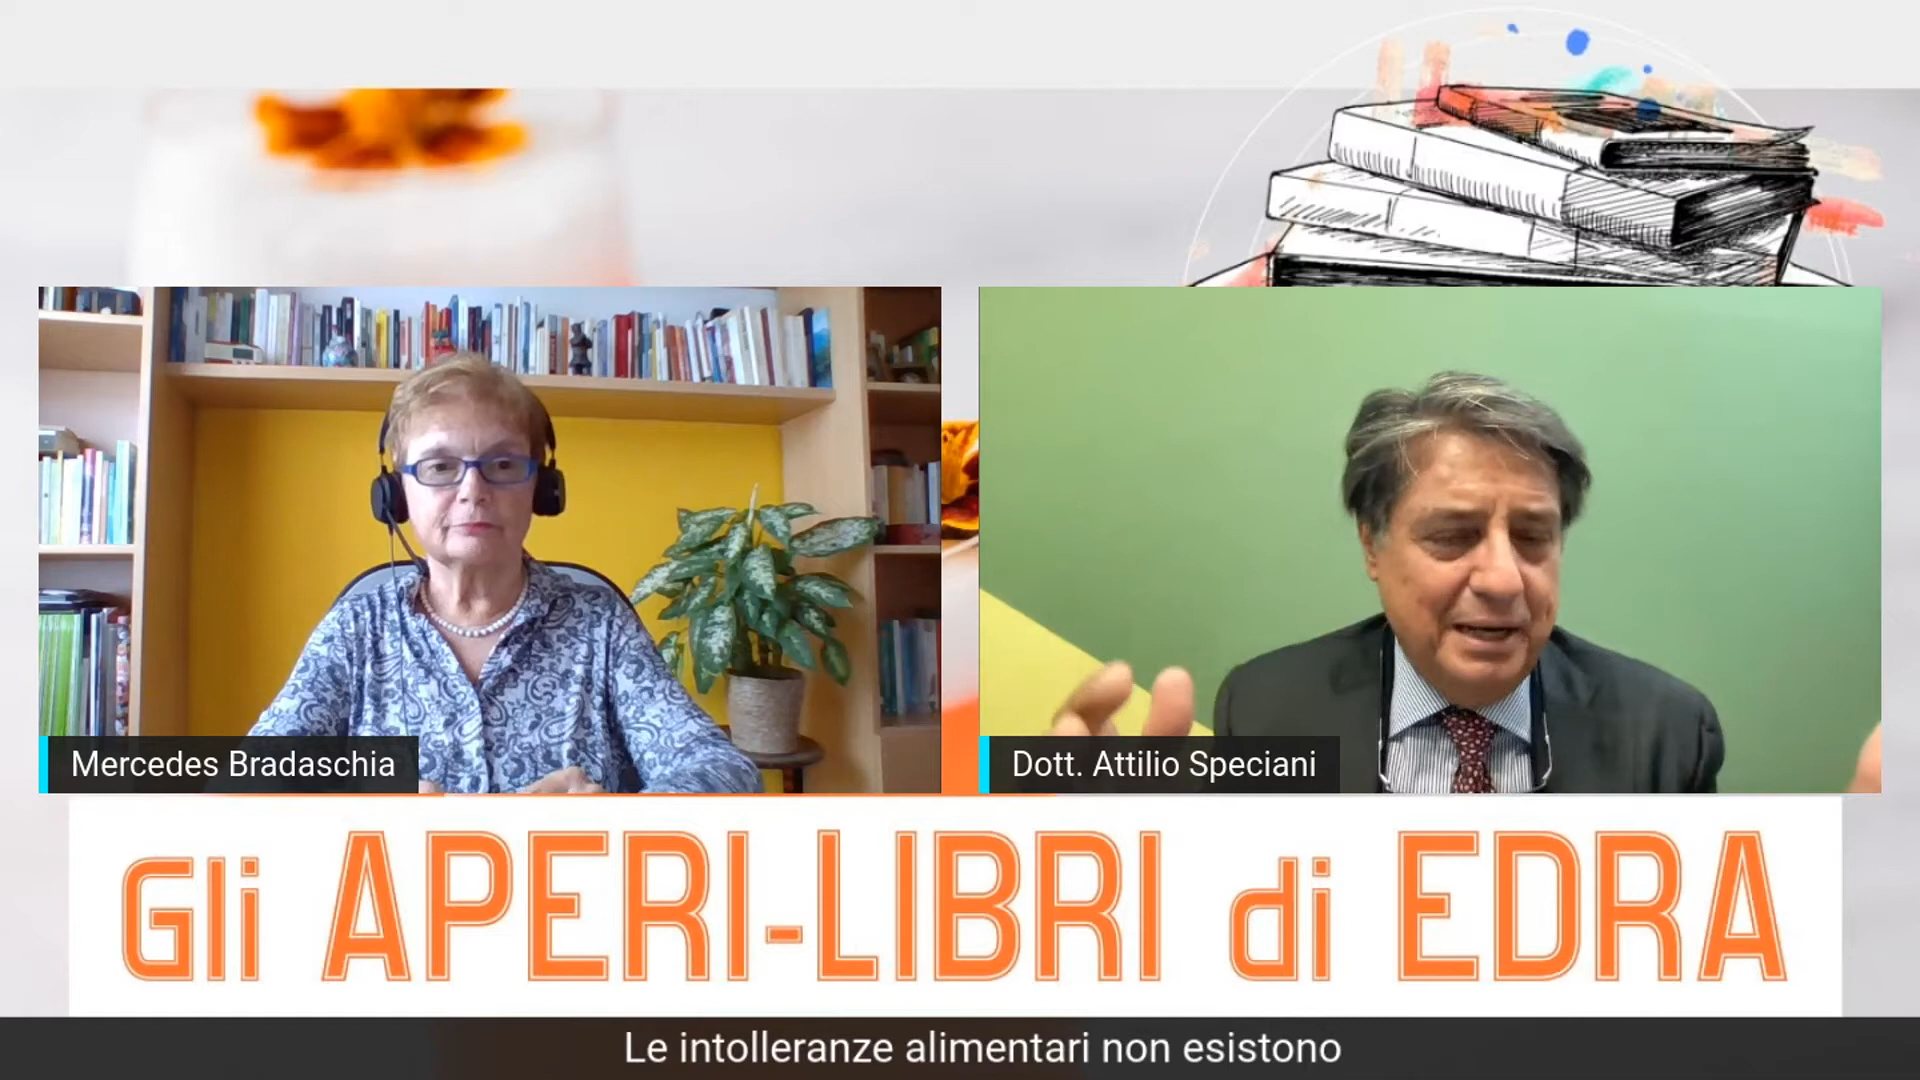 Mercedes Bradaschia
Dott. Attilio Speciani
Gli APERI-LIBRI di EDRA
Le intolleranze alimentari non esistono